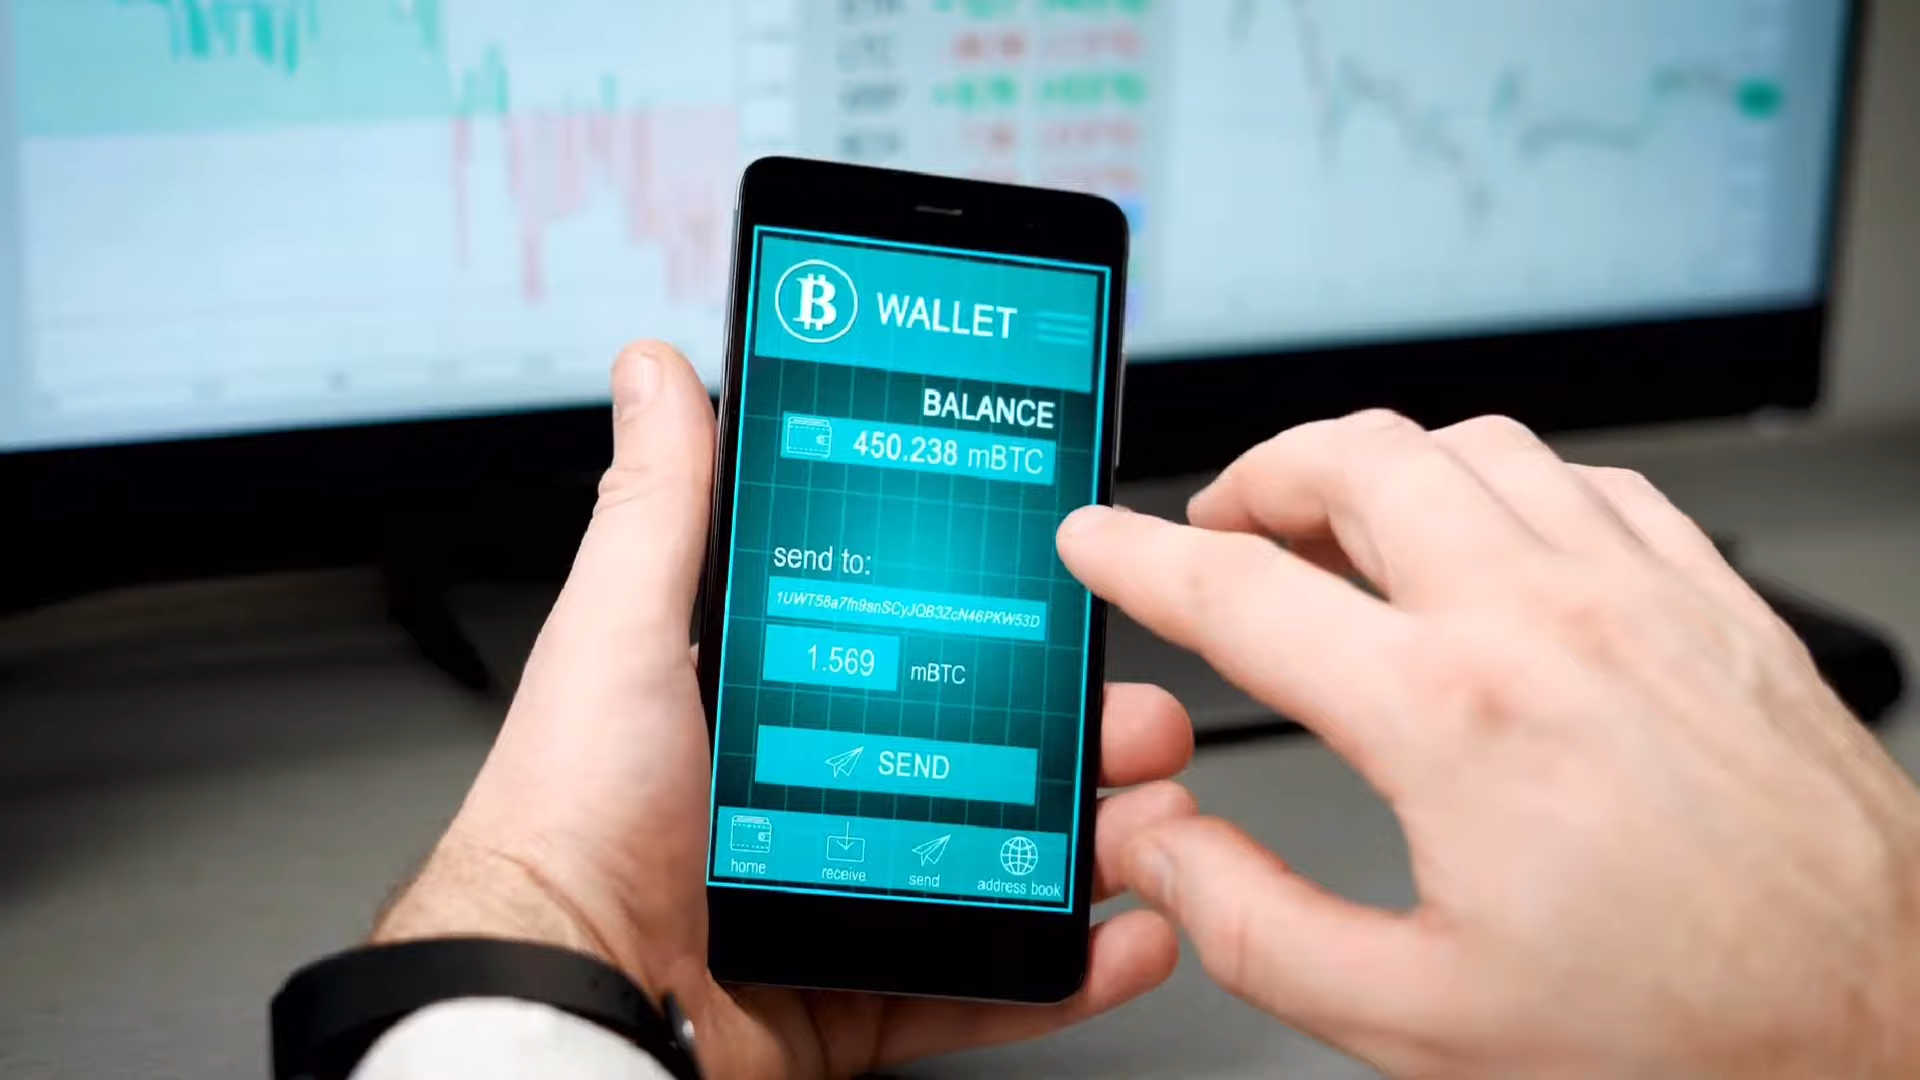 WALLET
BALANCE
450.238 mBTC
send to:
1UWT58a7fn9snSCyJQB3ZcN46PKW53D
1.569 mBTC
SEND
home receive send address book